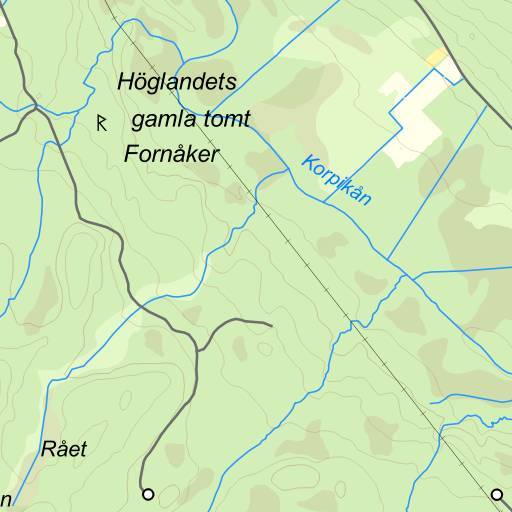 Höglandets
gamla tomt
Fornåker
Korpikån
Rået
n